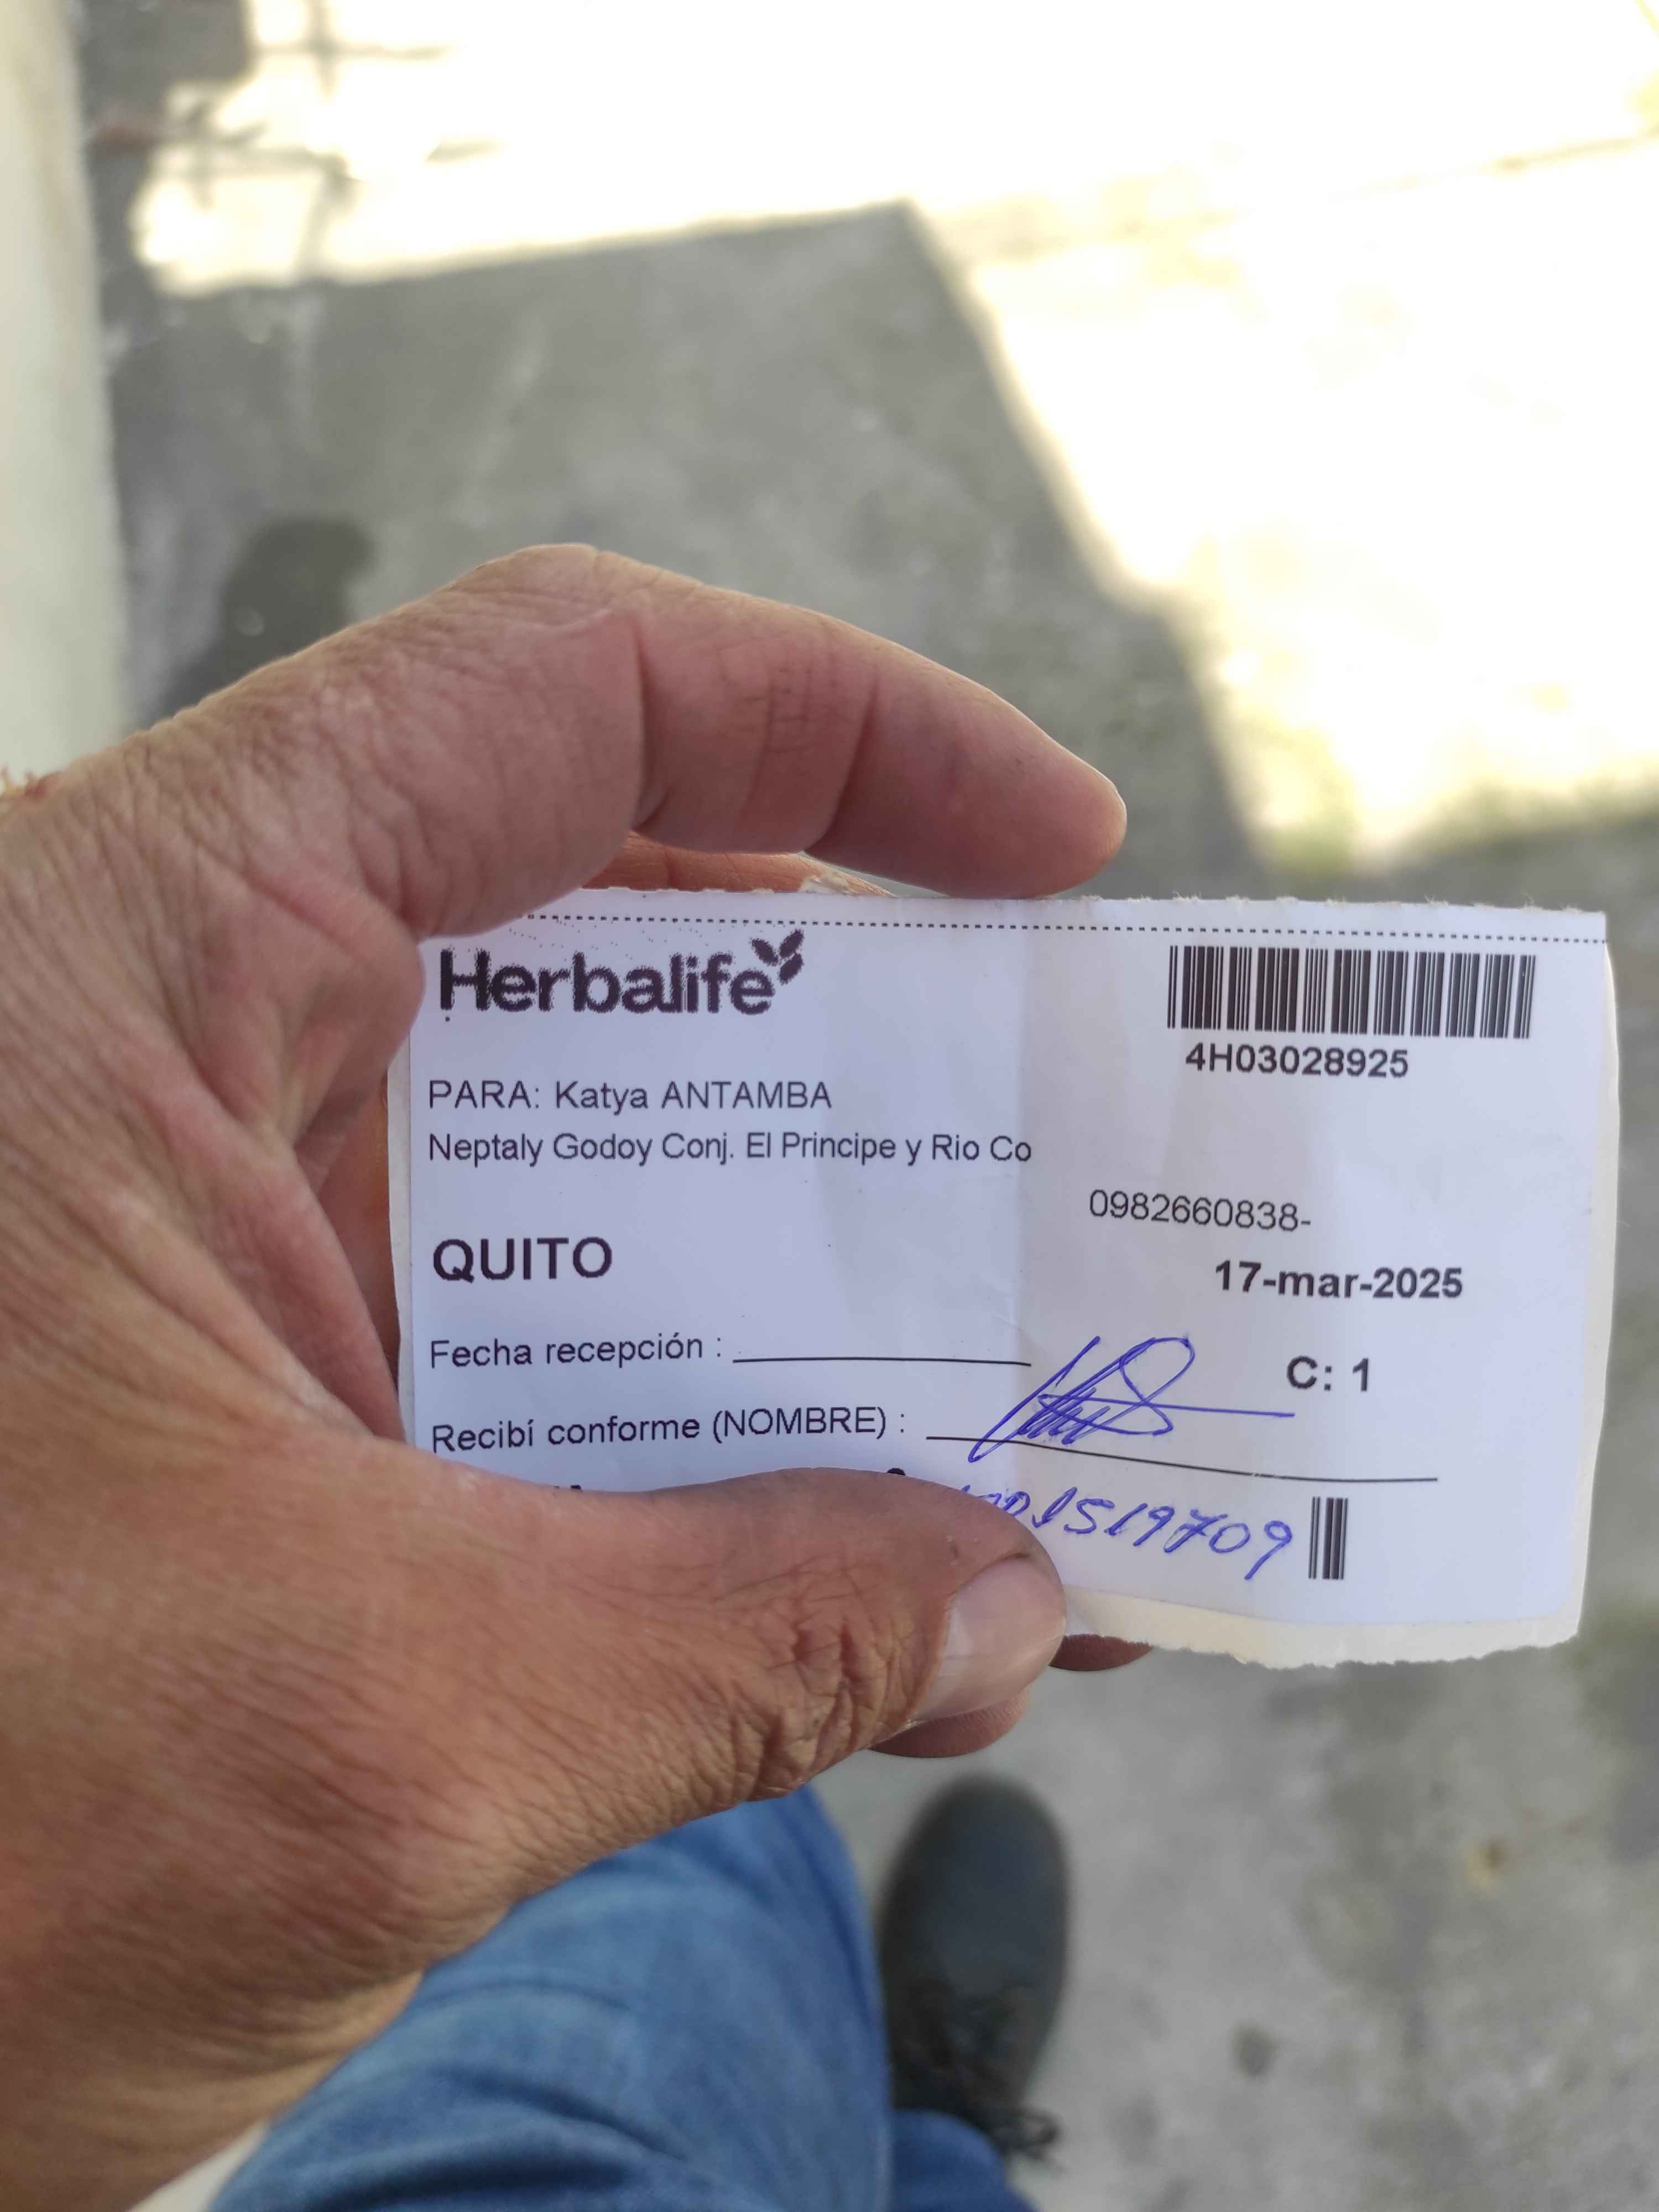 Herbalife
4H03028925
PARA: Katya ANTAMBA
Neptaly Godoy Conj. El Principe y Rio Co
0982660838-
QUITO
17-mar-2025
Fecha recepción :
C: 1
Recibí conforme (NOMBRE) :
1519709